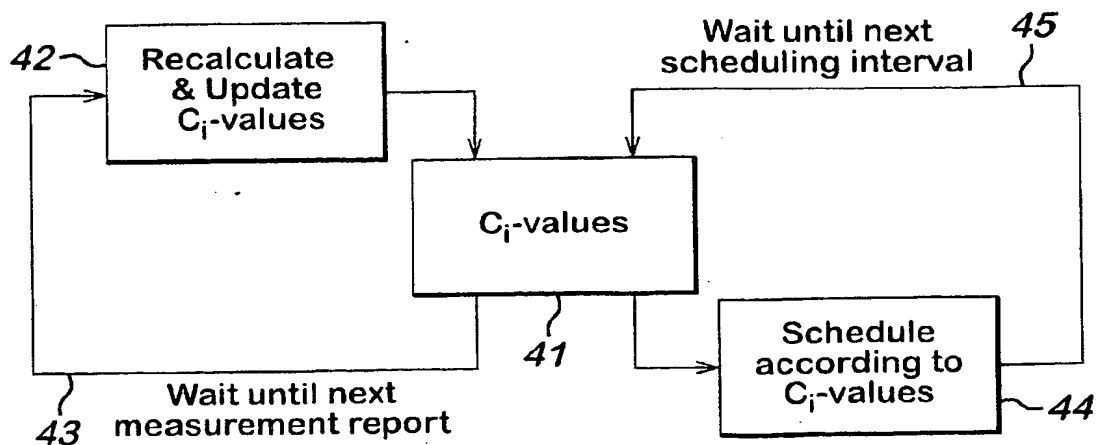 42
Recalculate
& Update
Cᵢ-values
Wait until next
scheduling interval
45
Cᵢ-values
41
Wait until next
measurement report
43
Schedule
according to
Cᵢ-values
44